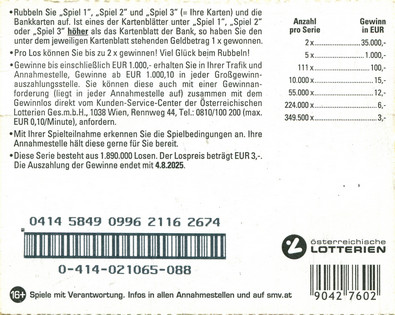 • Rubbeln Sie „Spiel 1", „Spiel 2" und „Spiel 3" (= Ihre Karten) und die
Bankkarten auf. Ist eines der Kartenblätter unter „Spiel 1", „Spiel 2"
oder „Spiel 3" höher als das Kartenblatt der Bank, so haben Sie den
unter dem jeweiligen Kartenblatt stehenden Geldbetrag 1 x gewonnen.
• Pro Los können Sie bis zu 2 x gewinnen! Viel Glück beim Rubbeln!
• Gewinne bis einschließlich EUR 1.000,- erhalten Sie in Ihrer Trafik und
Annahmestelle, Gewinne ab EUR 1.000,10 in jeder Großgewinn-
auszahlungsstelle. Sie können diese auch mit einer Gewinnan-
forderung (liegt in jeder Annahmestelle auf) zusammen mit dem
Gewinnlos direkt vom Kunden-Service-Center der Österreichischen
Lotterien Ges.m.b.H., 1038 Wien, Rennweg 44, Tel.: 0810/100 200 (max.
EUR 0,10/Minute), anfordern.
• Mit Ihrer Spielteilnahme erkennen Sie die Spielbedingungen an. Ihre
Annahmestelle hält diese gerne für Sie bereit.
• Diese Serie besteht aus 1.890.000 Losen. Der Lospreis beträgt EUR 3,-.
Die Auszahlung der Gewinne endet mit 4.8.2025.
Anzahl Gewinn
pro Serie in EUR
2 x 35.000,-
5 x 1.000,-
111 x 100,-
10.000 x 15,-
55.000 x 12,-
224.000 x 6,-
349.500 x 3,-
0414 5849 0996 2116 2674
0-414-021065-088
österreichische
LOTTERIEN
9042 7602
16+ Spiele mit Verantwortung. Infos in allen Annahmestellen und auf smv.at